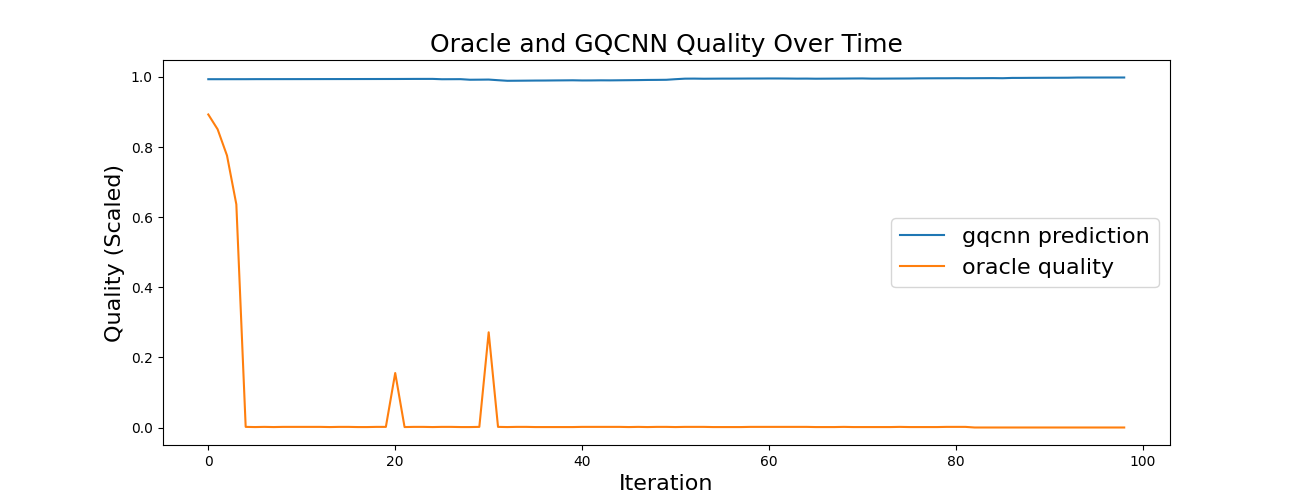 Oracle and GQCNN Quality Over Time
Quality (Scaled)
1.0
0.8
0.6
0.4
0.2
0.0
gqcnn prediction
oracle quality
0 20 40 60 80 100
Iteration